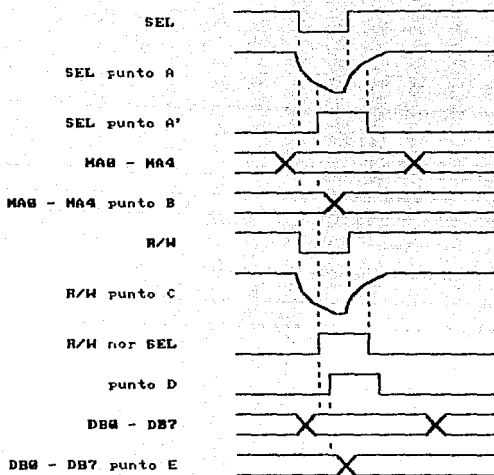 SEL
SEL punto A
SEL punto A'
MA0 - MA4
MA0 - MA4 punto B
R/W
R/W punto C
R/W nor SEL
punto D
DB0 - DB7
DB0 - DB7 punto E